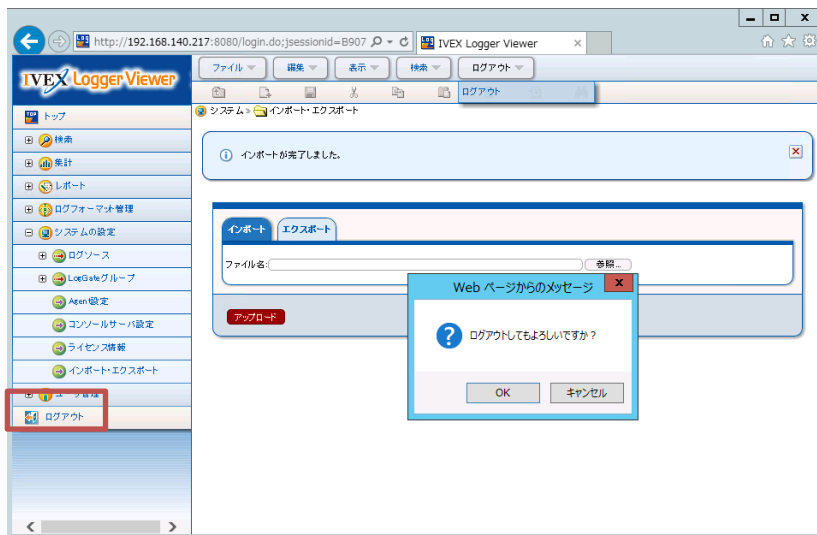 http://192.168.140.217:8080/login.do;jsessionid=B907
IVEX Logger Viewer
IVEX Logger Viewer
ファイル
編集
表示
検索
ログアウト
ログアウト
システム » インポート・エクスポート
TOP トップ
検索
集計
レポート
ログフォーマット管理
システムの設定
ログソース
LogGateグループ
Agent設定
コンソールサーバ設定
ライセンス情報
インポート・エクスポート
ユーザ管理
ログアウト
インポートが完了しました。
インポート
エクスポート
ファイル名:
参照...
アップロード
Web ページからのメッセージ
x
ログアウトしてもよろしいですか?
OK
キャンセル